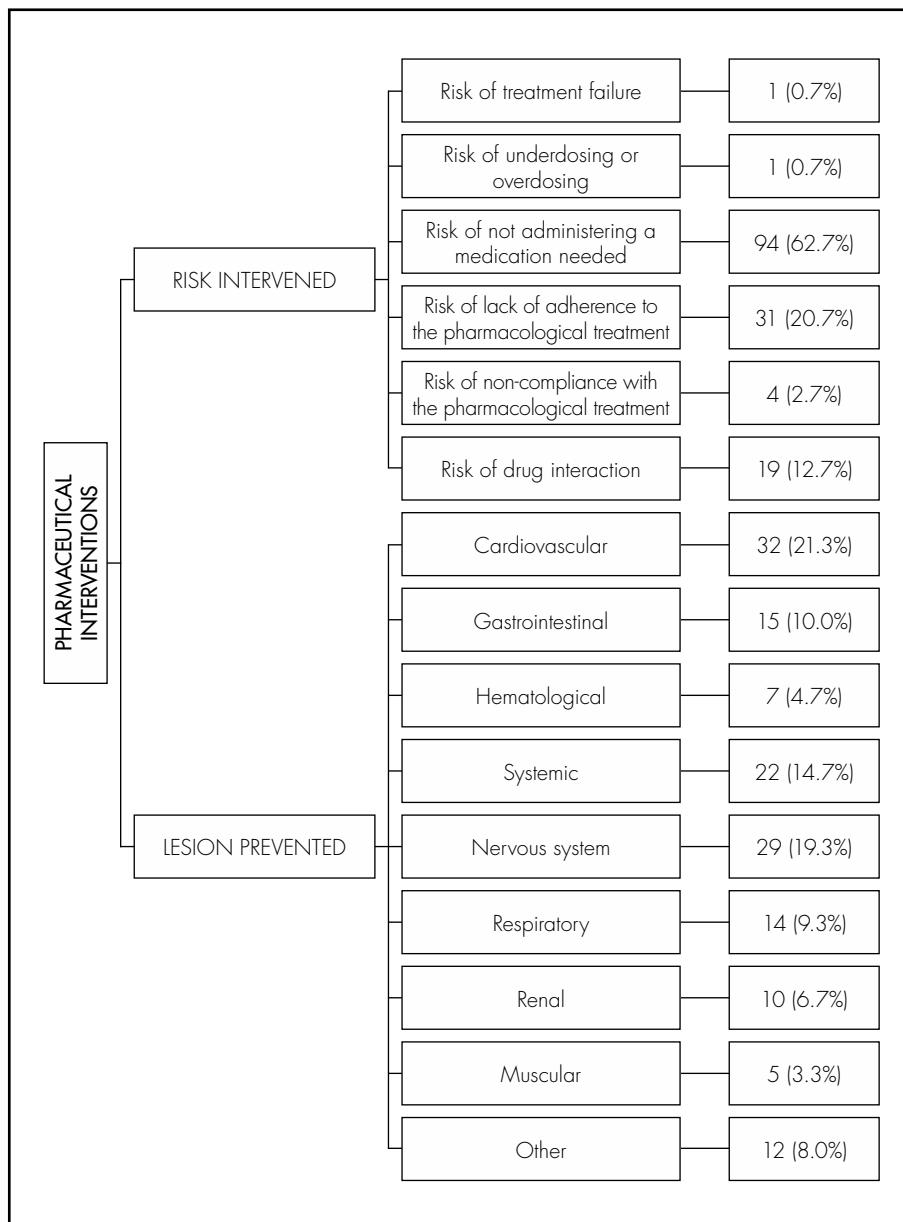 Risk of treatment failure
1 (0.7%)
Risk of underdosing or
overdosing
1 (0.7%)
Risk of not administering a
medication needed
94 (62.7%)
RISK INTERVENED
Risk of lack of adherence to
the pharmacological treatment
31 (20.7%)
Risk of non-compliance with
the pharmacological treatment
4 (2.7%)
Risk of drug interaction
19 (12.7%)
PHARMACEUTICAL
INTERVENTIONS
Cardiovascular
32 (21.3%)
Gastrointestinal
15 (10.0%)
Hematological
7 (4.7%)
Systemic
22 (14.7%)
LESION PREVENTED
Nervous system
29 (19.3%)
Respiratory
14 (9.3%)
Renal
10 (6.7%)
Muscular
5 (3.3%)
Other
12 (8.0%)